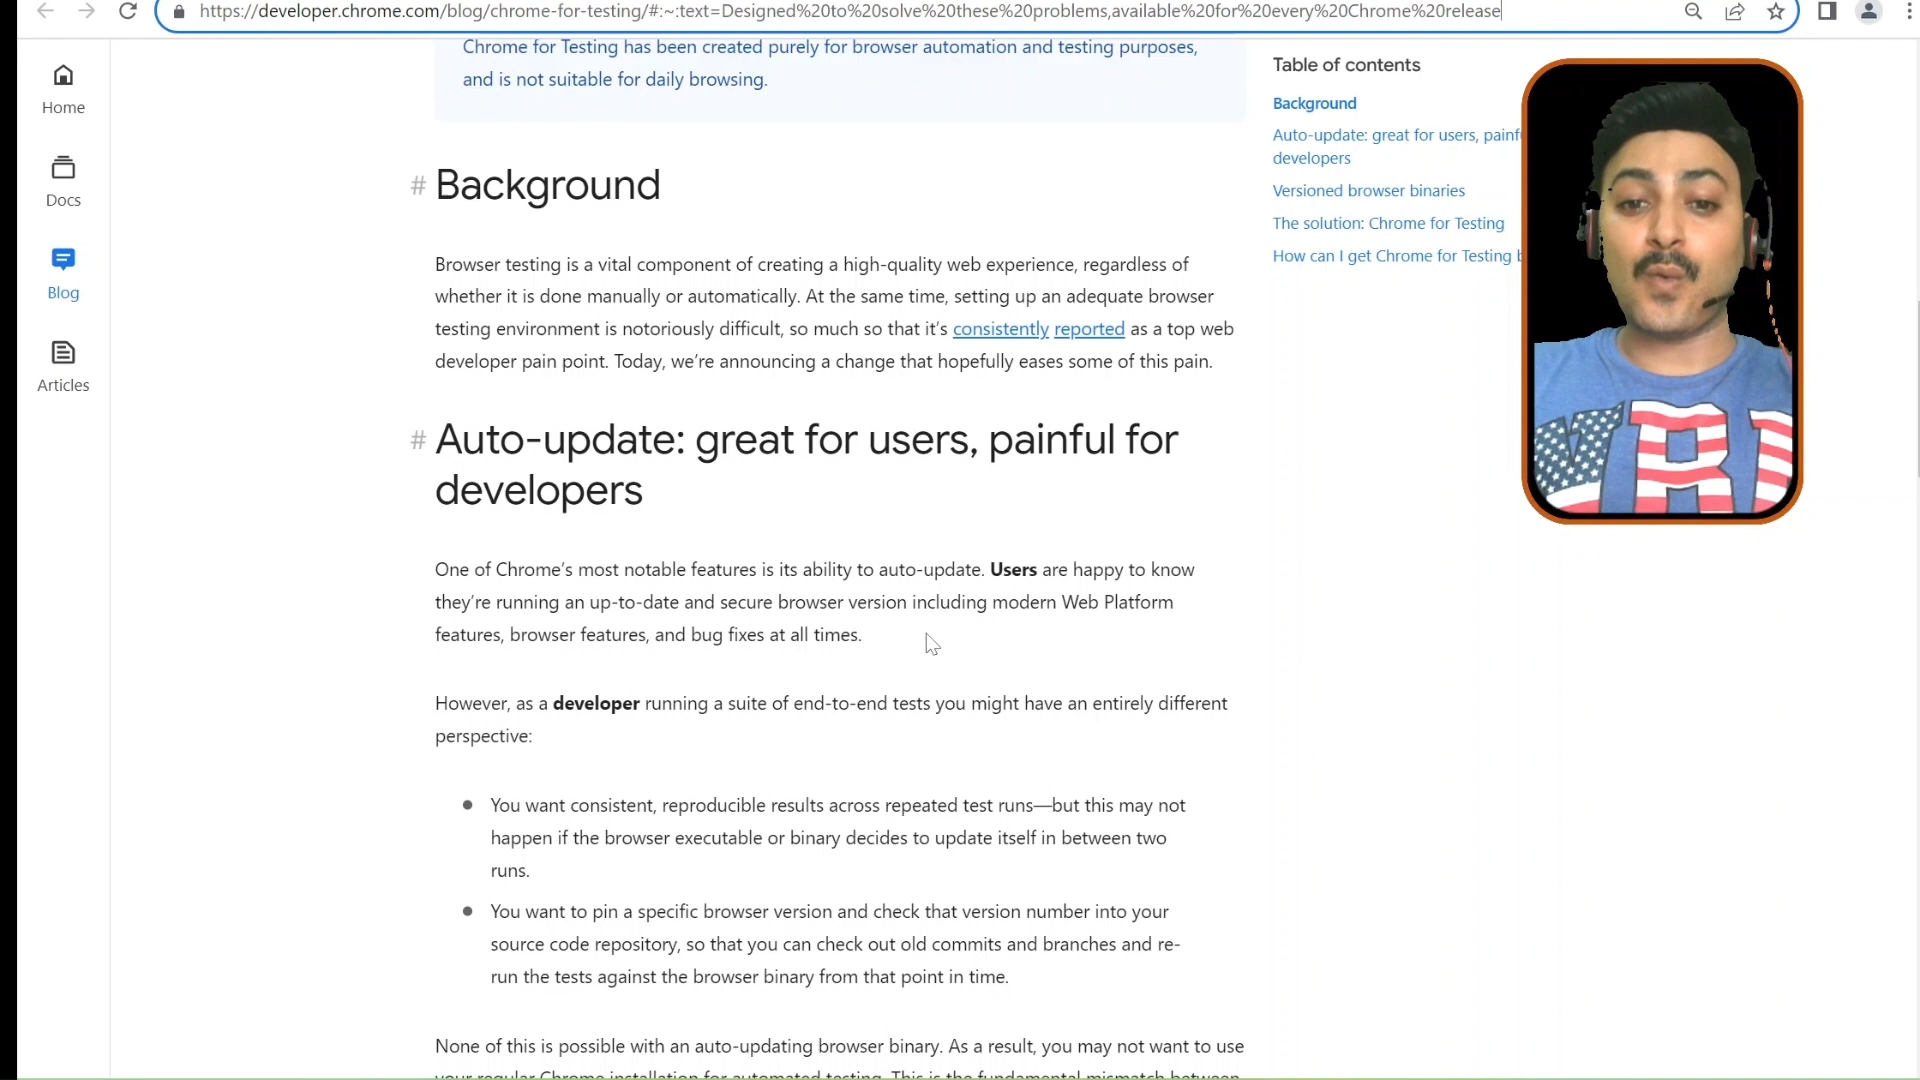 https://developer.chrome.com/blog/chrome-for-testing/#:~:text=Designed%20to%20solve%20these%20problems,available%20for%20every%20Chrome%20release
Home
Docs
Blog
Articles
Chrome for Testing has been created purely for browser automation and testing purposes,
and is not suitable for daily browsing.
# Background
Browser testing is a vital component of creating a high-quality web experience, regardless of
whether it is done manually or automatically. At the same time, setting up an adequate browser
testing environment is notoriously difficult, so much so that it's consistently reported as a top web
developer pain point. Today, we're announcing a change that hopefully eases some of this pain.
# Auto-update: great for users, painful for
developers
One of Chrome's most notable features is its ability to auto-update. Users are happy to know
they're running an up-to-date and secure browser version including modern Web Platform
features, browser features, and bug fixes at all times.
However, as a developer running a suite of end-to-end tests you might have an entirely different
perspective:
● You want consistent, reproducible results across repeated test runs—but this may not
happen if the browser executable or binary decides to update itself in between two
runs.
● You want to pin a specific browser version and check that version number into your
source code repository, so that you can check out old commits and branches and re-
run the tests against the browser binary from that point in time.
None of this is possible with an auto-updating browser binary. As a result, you may not want to use
your regular Chrome installation for automated testing. This is the fundamental mismatch between
Table of contents
Background
Auto-update: great for users, painfu
developers
Versioned browser binaries
The solution: Chrome for Testing
How can I get Chrome for Testing b